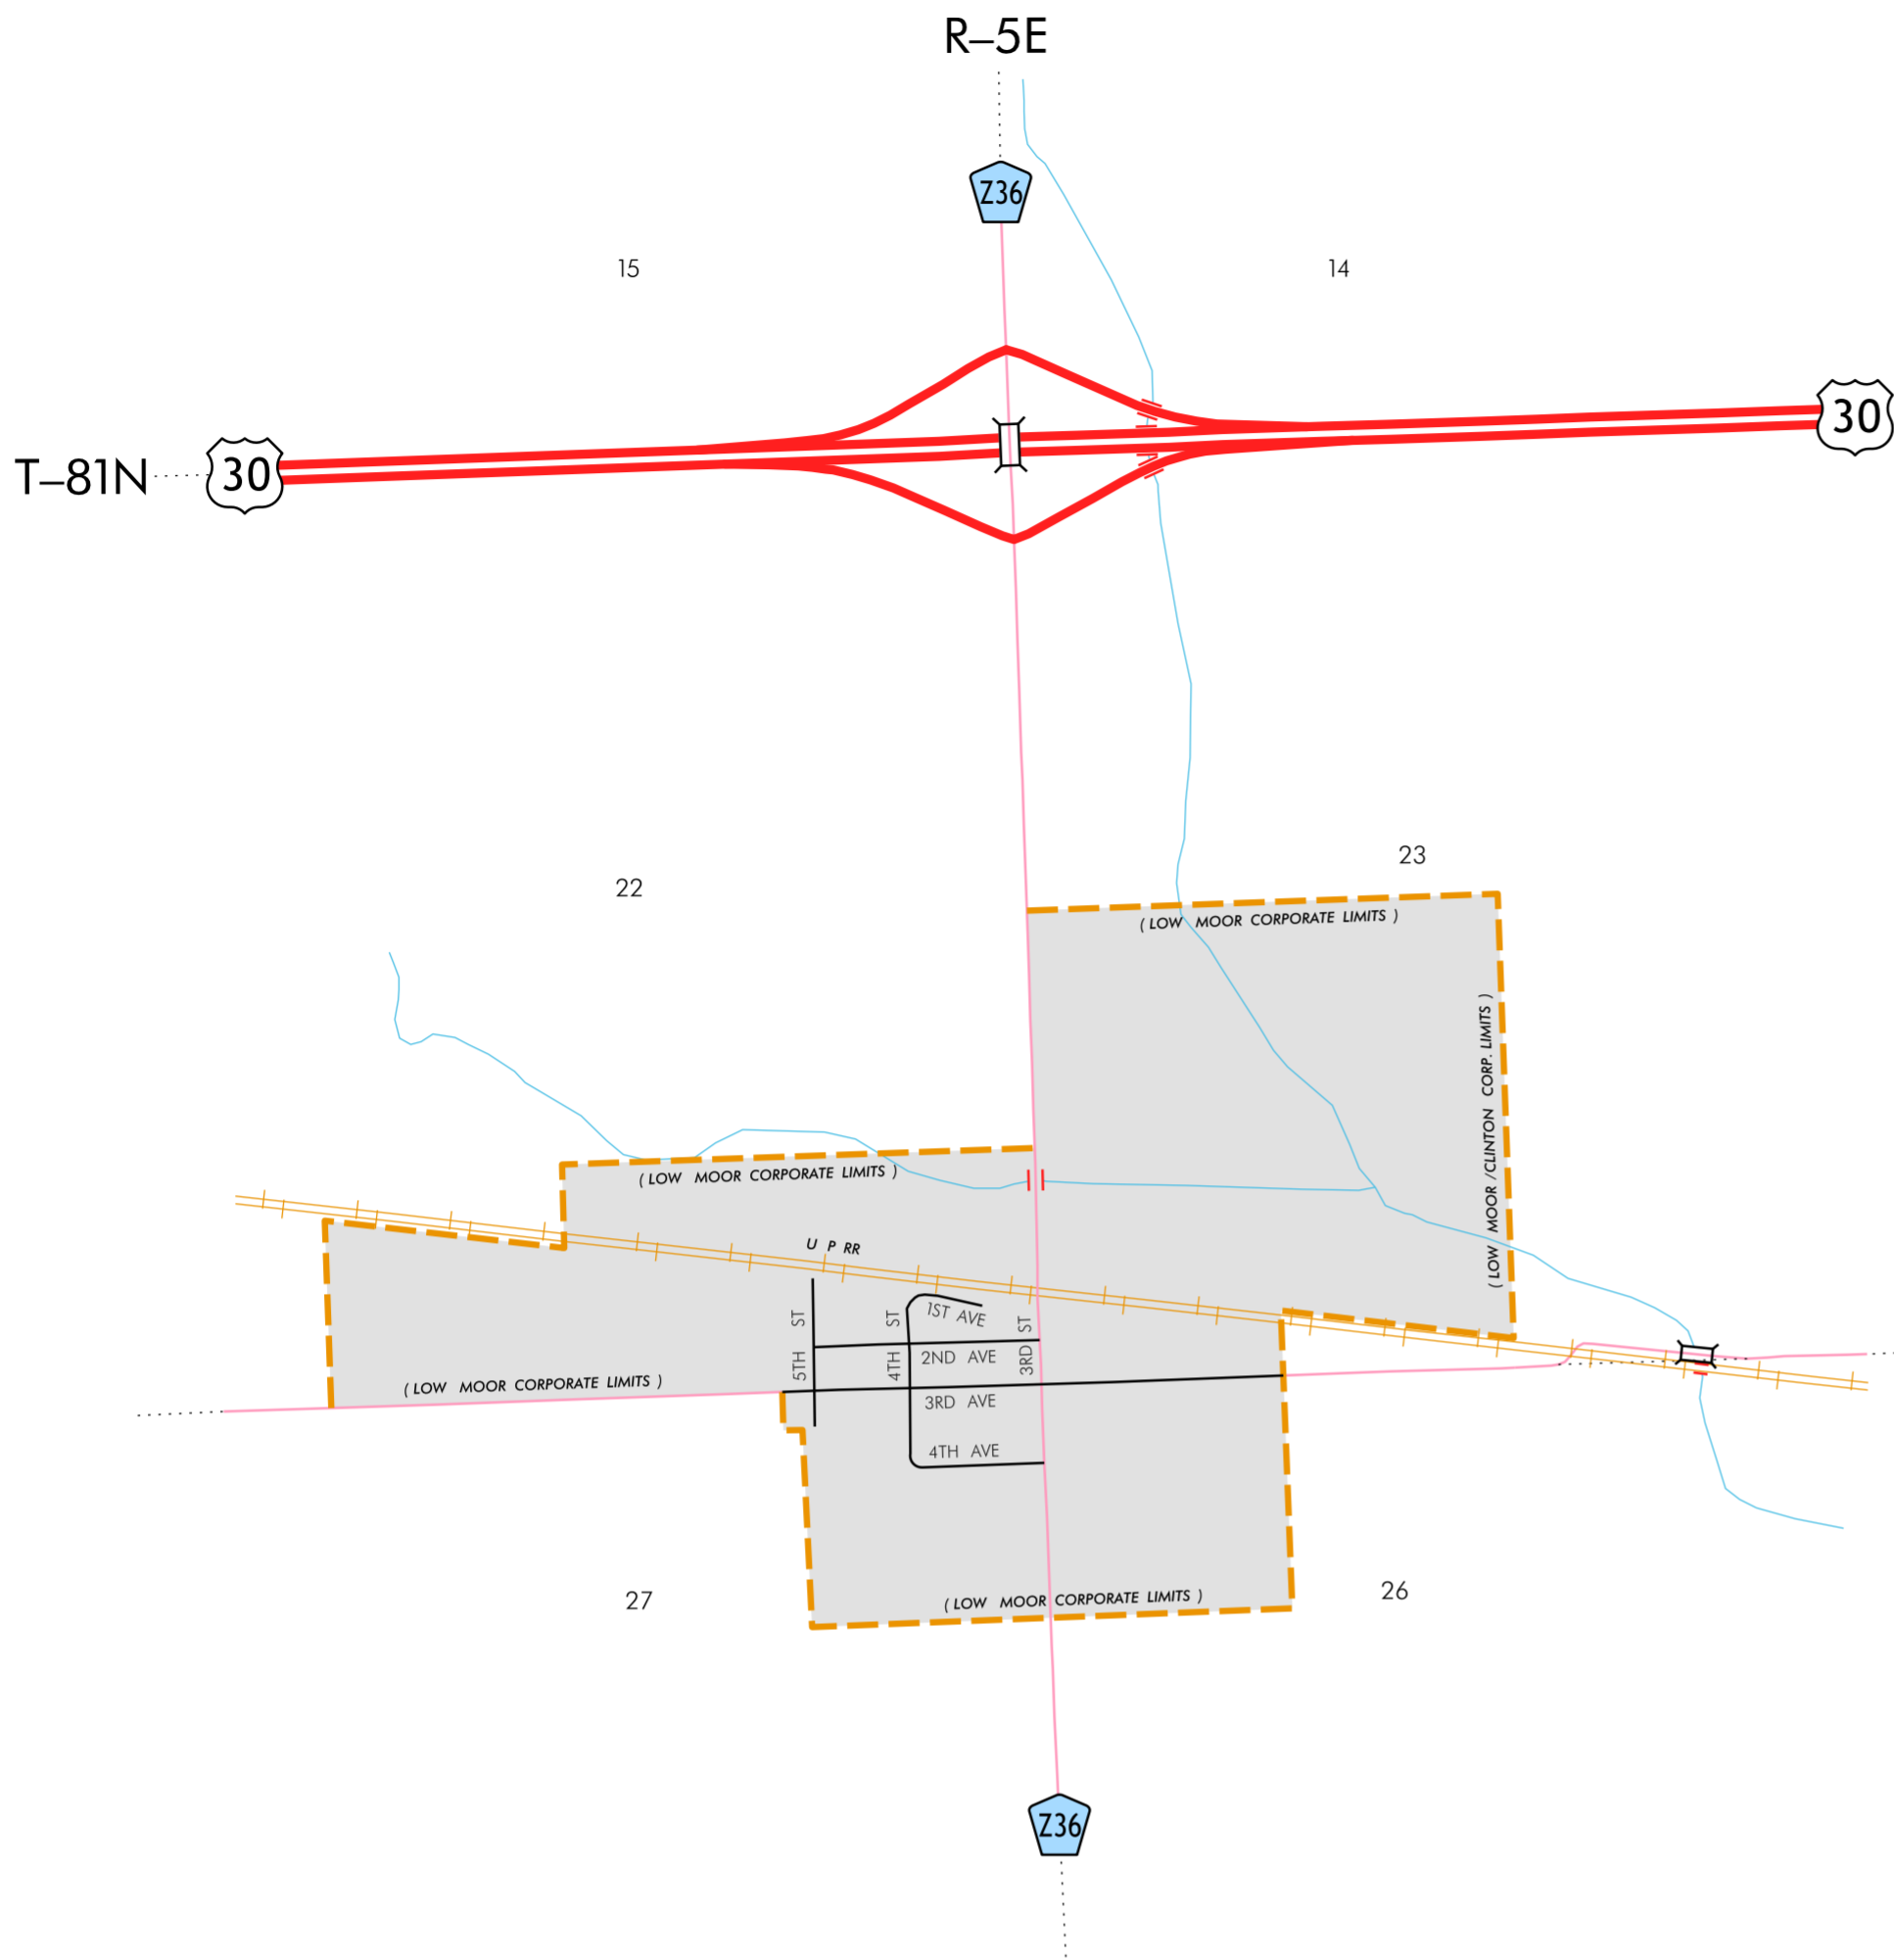 R–5E
Z36
15
14
30
T–81N
30
22
23
( LOW MOOR CORPORATE LIMITS )
( LOW MOOR /CLINTON CORP. LIMITS )
( LOW MOOR CORPORATE LIMITS )
U P RR
1ST AVE
5TH ST
4TH ST
3RD ST
2ND AVE
( LOW MOOR CORPORATE LIMITS )
3RD AVE
4TH AVE
27
( LOW MOOR CORPORATE LIMITS )
26
Z36